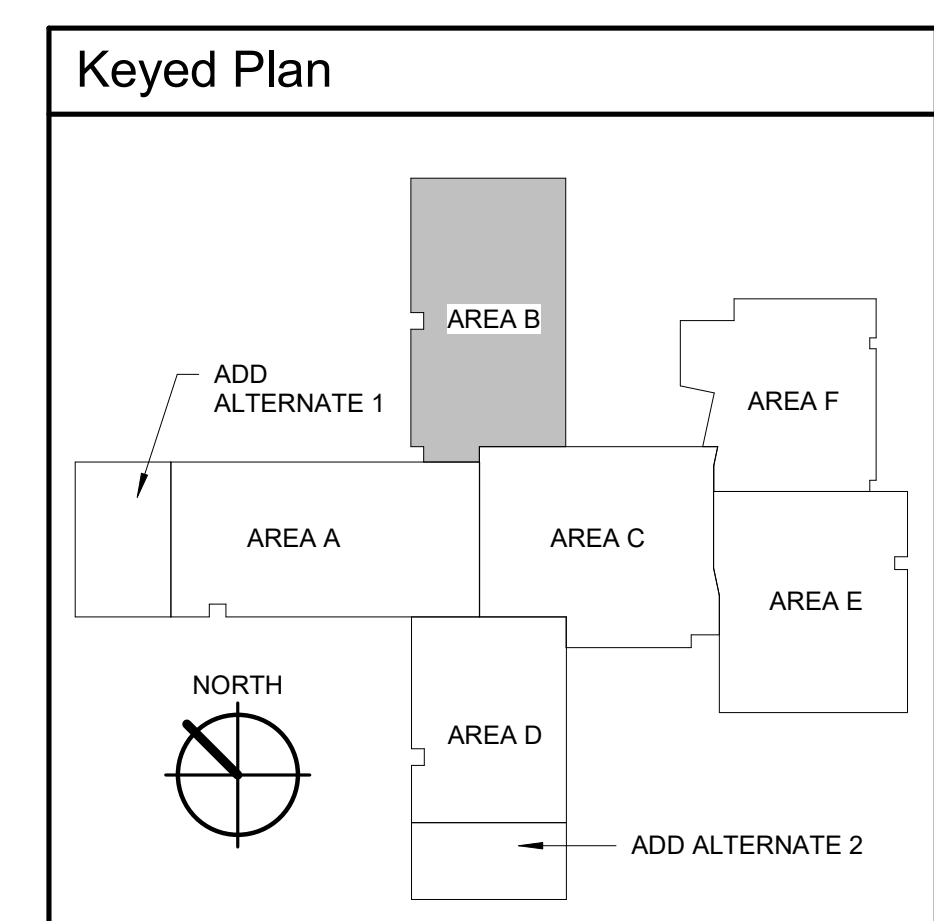 Keyed Plan
AREA B
ADD
ALTERNATE 1
AREA F
AREA A
AREA C
AREA E
NORTH
AREA D
ADD ALTERNATE 2